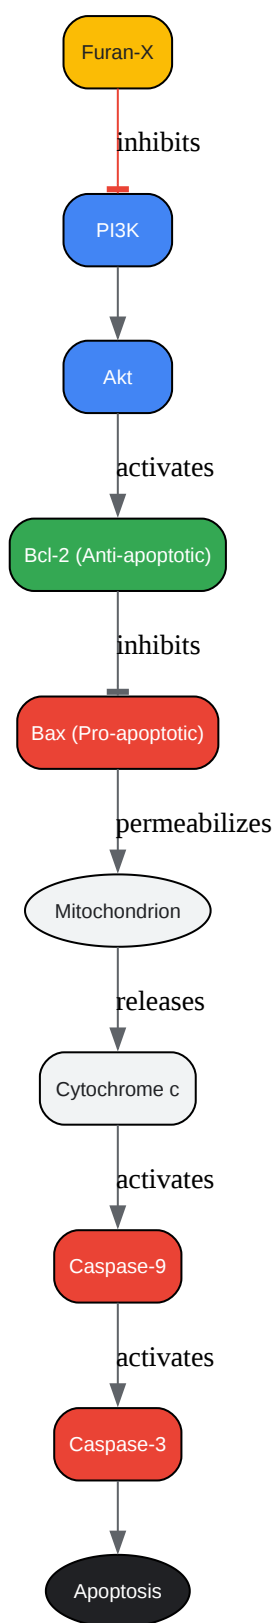 Furan-X
inhibits
PI3K
Akt
activates
Bcl-2 (Anti-apoptotic)
inhibits
Bax (Pro-apoptotic)
permeabilizes
Mitochondrion
releases
Cytochrome c
activates
Caspase-9
activates
Caspase-3
Apoptosis